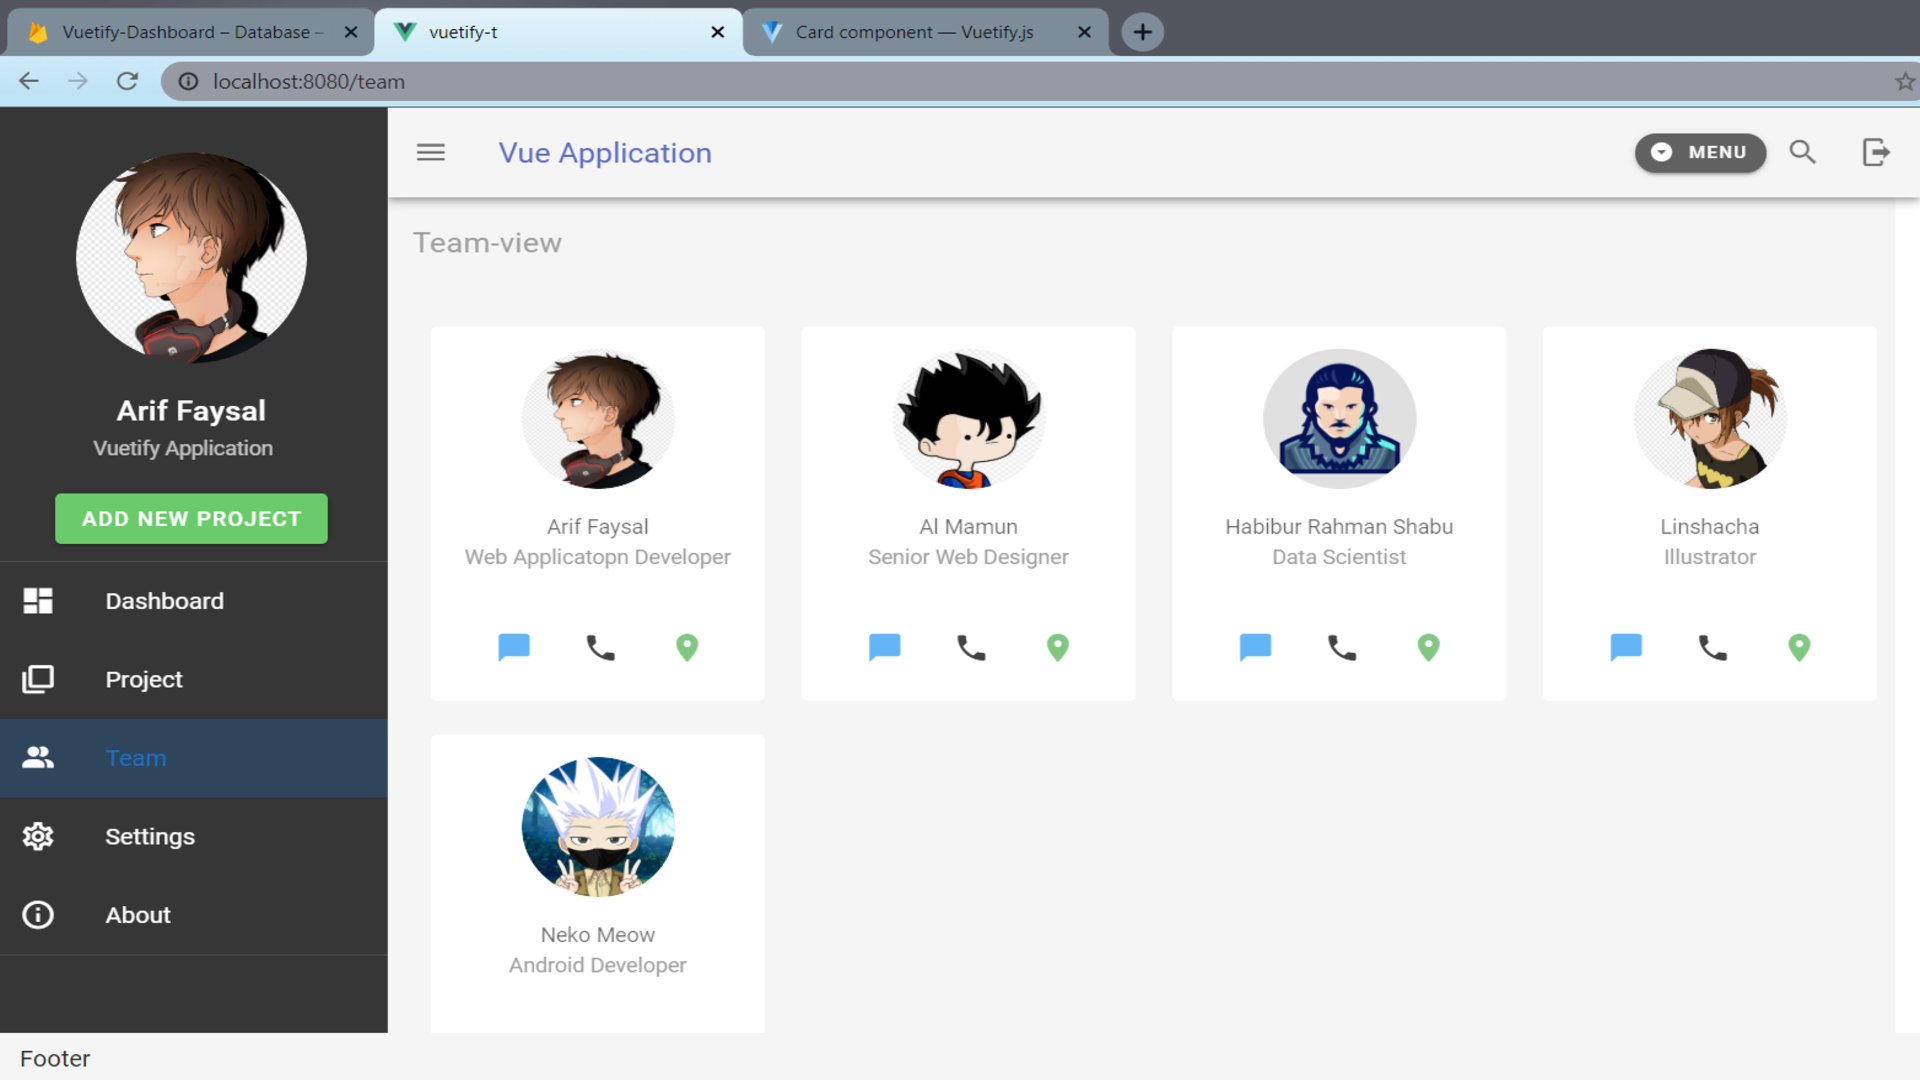 Vuetify-Dashboard – Database –
vuetify-t
Card component — Vuetify.js
localhost:8080/team
Vue Application
MENU
Arif Faysal
Vuetify Application
ADD NEW PROJECT
Dashboard
Project
Team
Settings
About
Team-view
Arif Faysal
Web Applicatopn Developer
Al Mamun
Senior Web Designer
Habibur Rahman Shabu
Data Scientist
Linshacha
Illustrator
Neko Meow
Android Developer
Footer